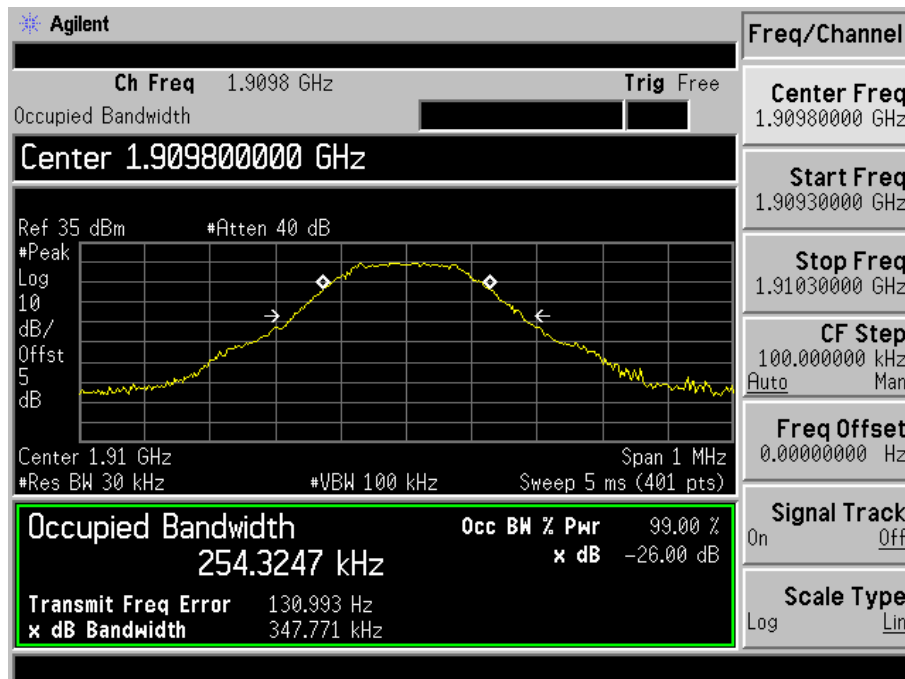 Agilent
Freq/Channel
Ch Freq 1.9098 GHz Trig Free
Occupied Bandwidth
Center 1.909800000 GHz
Ref 35 dBm #Atten 40 dB
#Peak
Log
10
dB/
Offst
5
dB
Center 1.91 GHz Span 1 MHz
#Res BW 30 kHz #VBW 100 kHz Sweep 5 ms (401 pts)
Occupied Bandwidth
254.3247 kHz
Occ BW % Pwr 99.00 %
x dB -26.00 dB
Transmit Freq Error 130.993 Hz
x dB Bandwidth 347.771 kHz
Center Freq
1.90980000 GHz
Start Freq
1.90930000 GHz
Stop Freq
1.91030000 GHz
CF Step
100.000000 kHz
Auto Man
Freq Offset
0.00000000 Hz
Signal Track
On Off
Scale Type
Log Lin